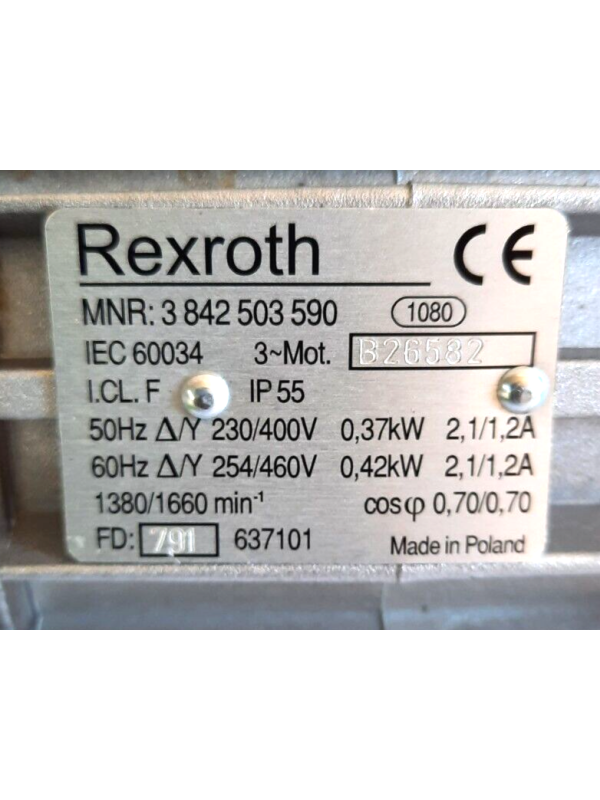 Rexroth CE
MNR: 3 842 503 590 1080
IEC 60034 3~Mot. B26582
I.CL. F IP 55
50Hz Δ/Y 230/400V 0,37kW 2,1/1,2A
60Hz Δ/Y 254/460V 0,42kW 2,1/1,2A
1380/1660 min⁻¹ cosφ 0,70/0,70
FD: 791 637101 Made in Poland